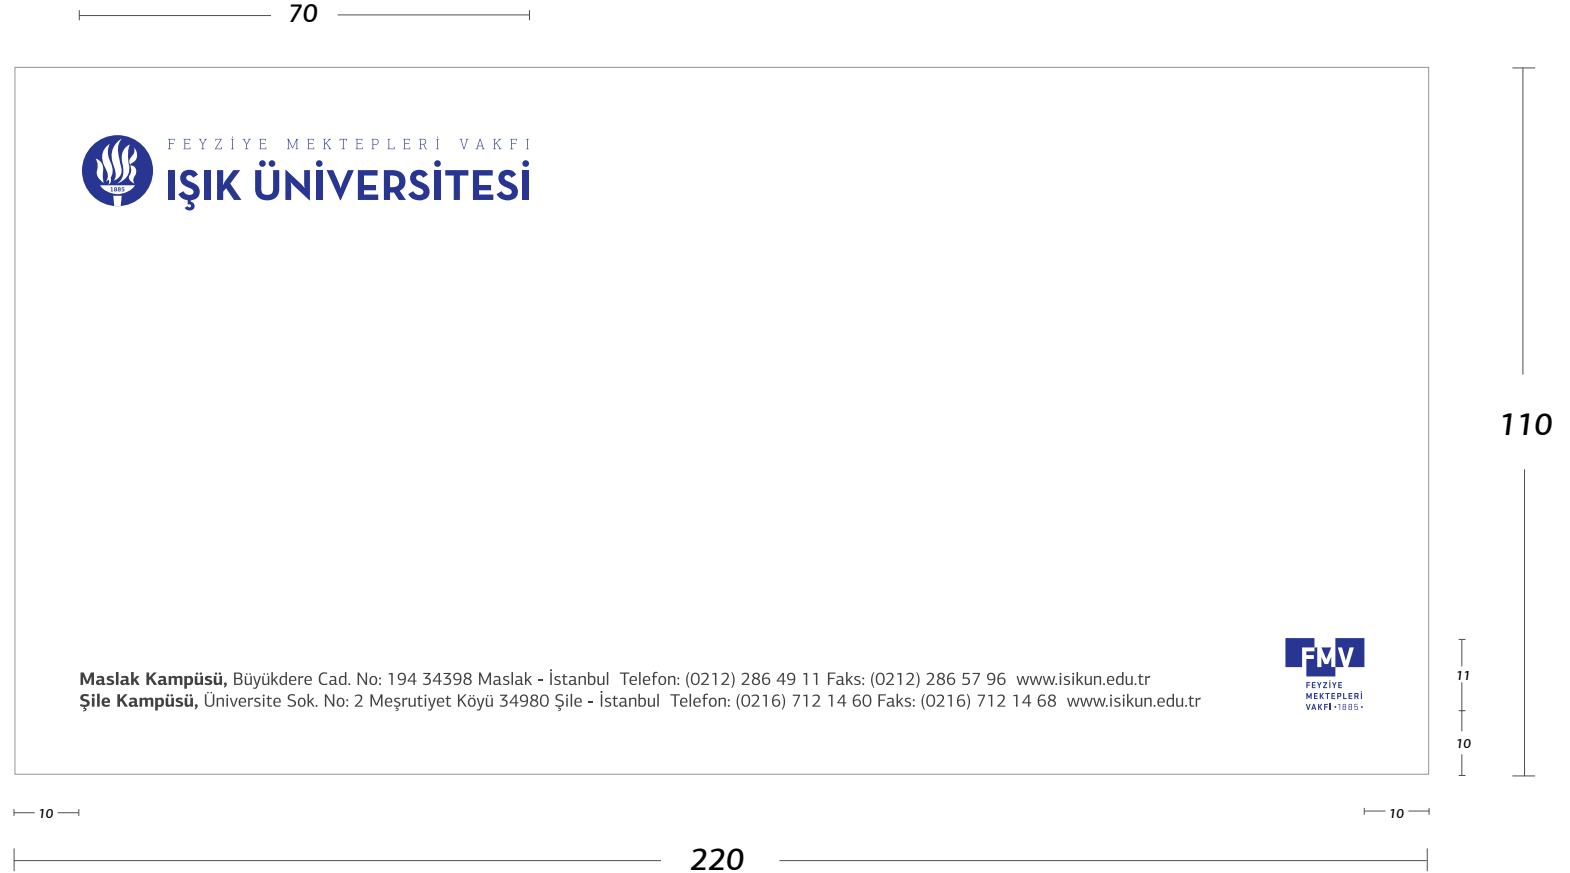 70
FEYZİYE MEKTEPLERİ VAKFI
IŞIK ÜNİVERSİTESİ
1885
110
FMV
FEYZİYE
MEKTEPLERİ
VAKFI •1885•
11
Maslak Kampüsü, Büyükdere Cad. No: 194 34398 Maslak - İstanbul Telefon: (0212) 286 49 11 Faks: (0212) 286 57 96 www.isikun.edu.tr
Şile Kampüsü, Üniversite Sok. No: 2 Meşrutiyet Köyü 34980 Şile - İstanbul Telefon: (0216) 712 14 60 Faks: (0216) 712 14 68 www.isikun.edu.tr
10
10
10
220